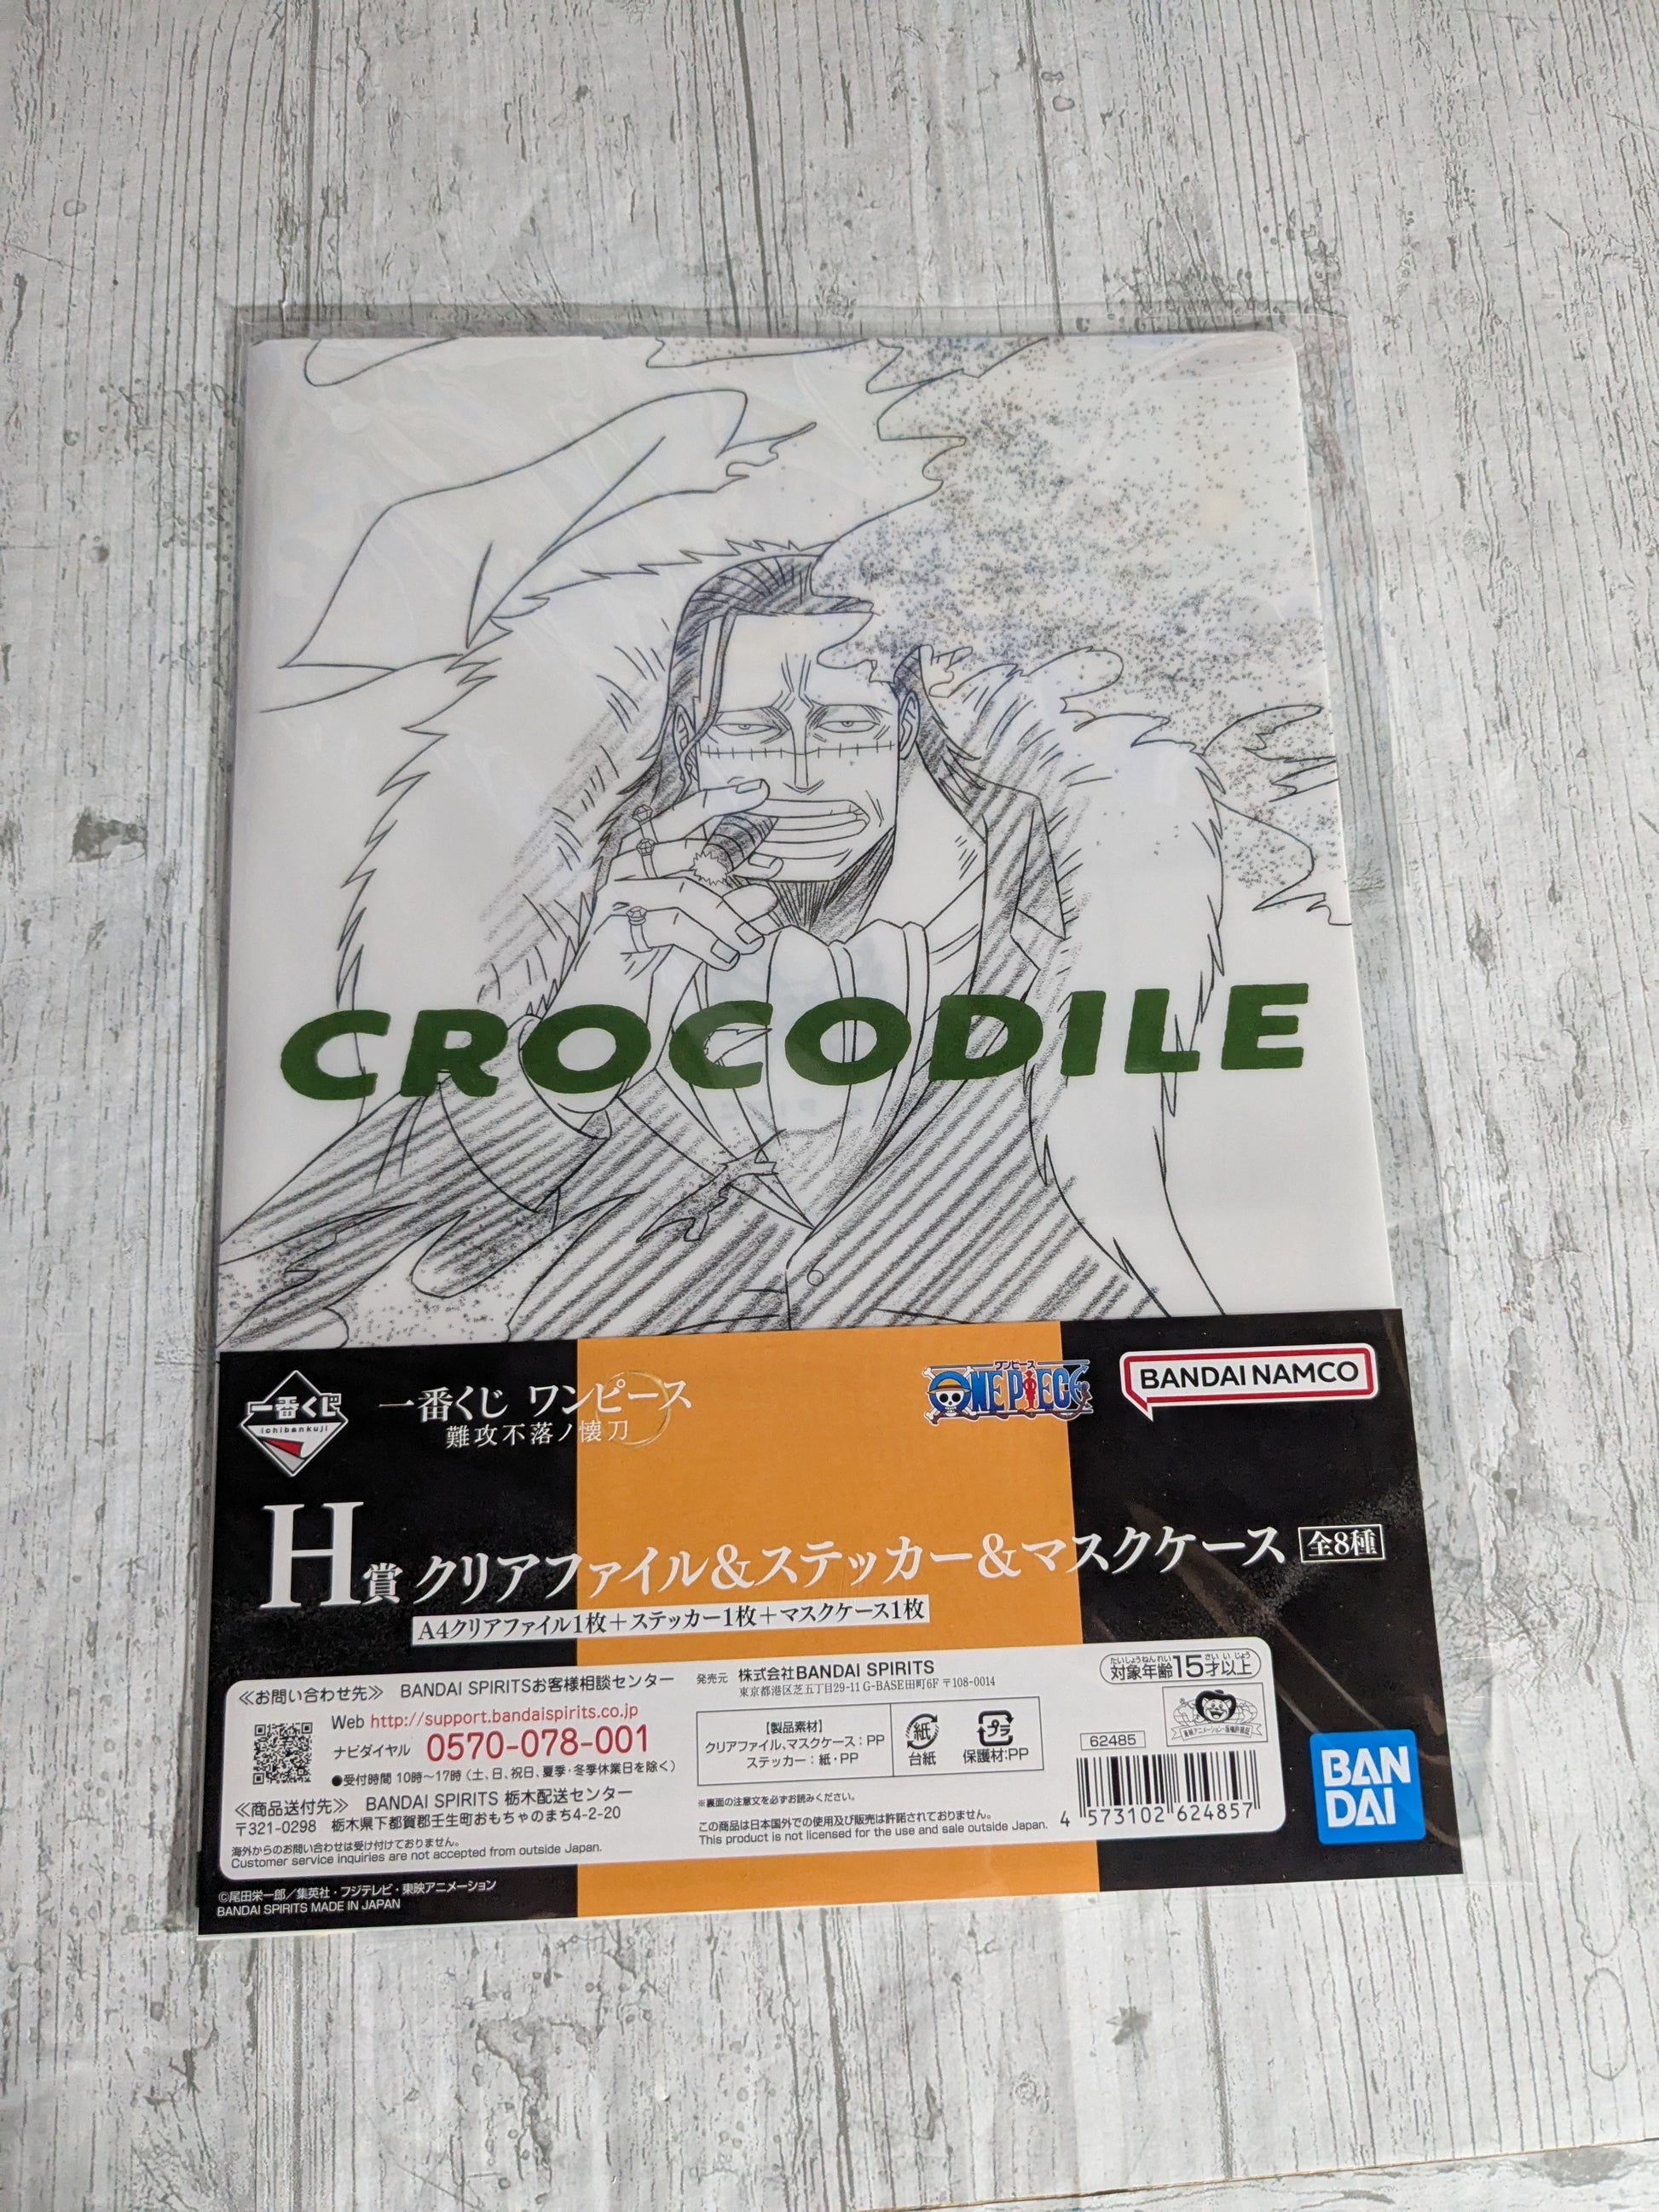 CROCODILE
一番くじ
ichibankuji
一番くじ ワンピース
難攻不落ノ懐刀
ワンピース
ONE PIECE
BANDAI NAMCO
H賞 クリアファイル&ステッカー&マスクケース 全8種
A4クリアファイル1枚+ステッカー1枚+マスクケース1枚
≪お問い合わせ先≫ BANDAI SPIRITSお客様相談センター
Web http://support.bandaispirits.co.jp
ナビダイヤル 0570-078-001
●受付時間 10時~17時(土、日、祝日、夏季・冬季休業日を除く)
≪商品送付先≫ BANDAI SPIRITS 栃木配送センター
〒321-0298 栃木県下都賀郡壬生町おもちゃのまち4-2-20
海外からのお問い合わせは受け付けておりません。
Customer service inquiries are not accepted from outside Japan.
発売元 株式会社BANDAI SPIRITS
東京都港区芝五丁目29-11 G-BASE田町6F 〒108-0014
【製品素材】
クリアファイル、マスクケース:PP
ステッカー:紙・PP
紙
台紙
プラ
保護材:PP
※裏面の注意文を必ずお読みください。
この商品は日本国外での使用及び販売は許諾されておりません。
This product is not licensed for the use and sale outside Japan.
たいしょうねんれい さいいじょう
対象年齢15才以上
62485
4 573102 624857
BAN
DAI
©尾田栄一郎/集英社・フジテレビ・東映アニメーション
BANDAI SPIRITS MADE IN JAPAN